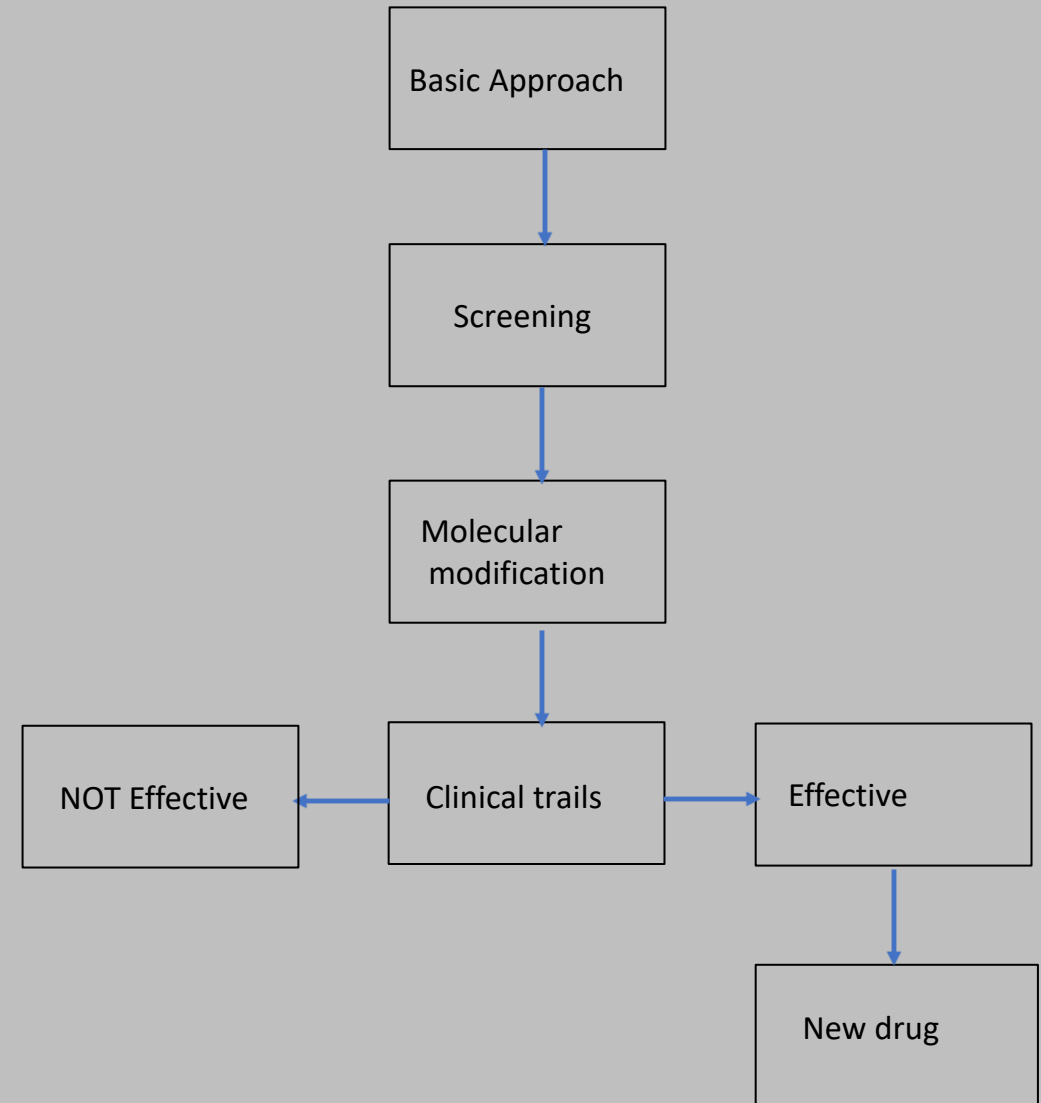 Basic Approach
Screening
Molecular
modification
NOT Effective
Clinical trails
Effective
New drug